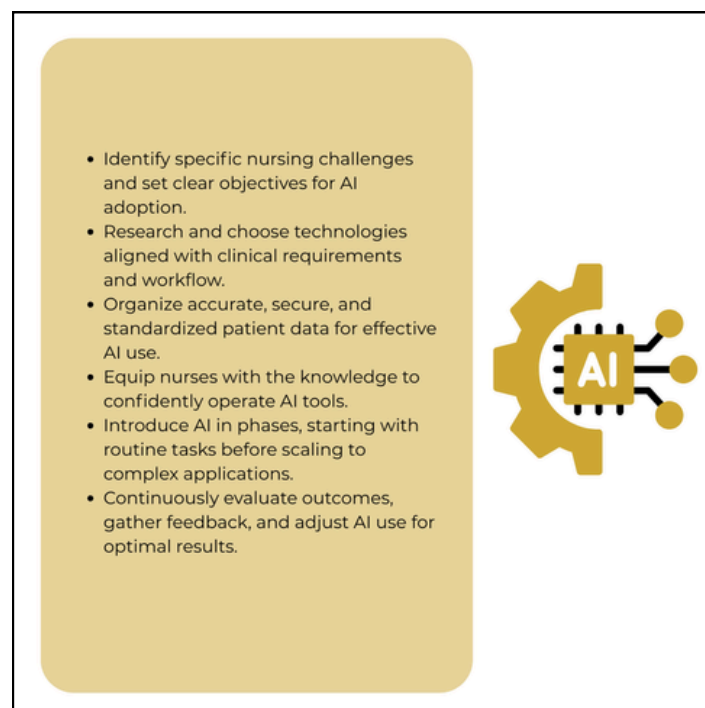 • Identify specific nursing challenges
and set clear objectives for AI
adoption.
• Research and choose technologies
aligned with clinical requirements
and workflow.
• Organize accurate, secure, and
standardized patient data for effective
AI use.
• Equip nurses with the knowledge to
confidently operate AI tools.
• Introduce AI in phases, starting with
routine tasks before scaling to
complex applications.
• Continuously evaluate outcomes,
gather feedback, and adjust AI use for
optimal results.
AI